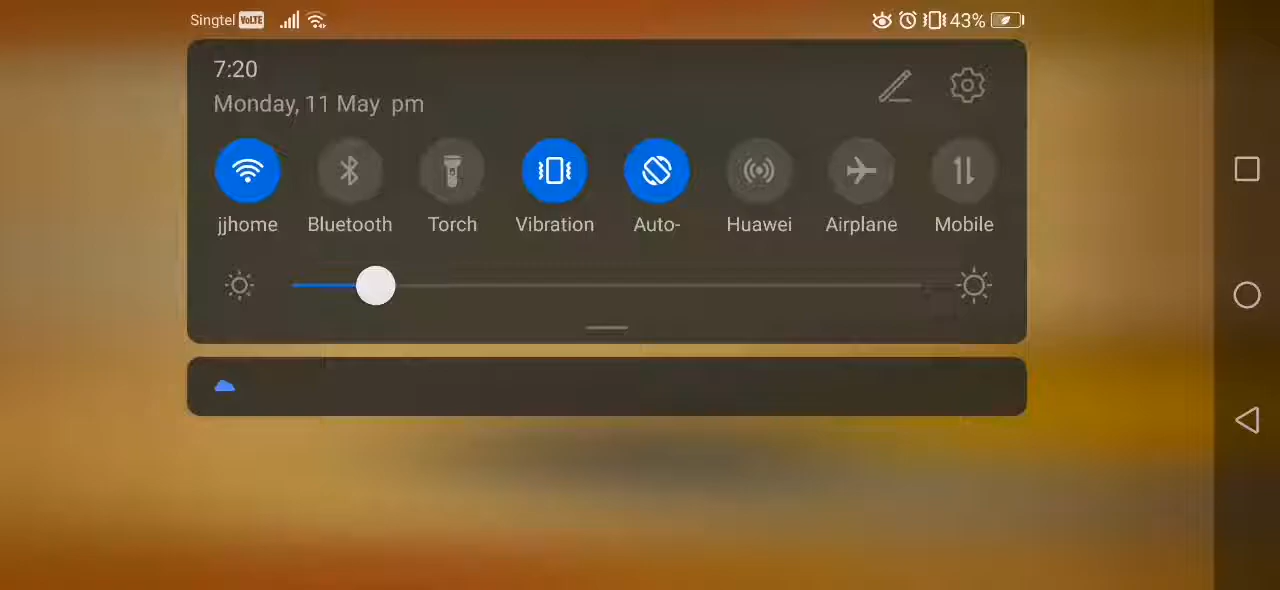 Singtel VoLTE 43%
7:20
Monday, 11 May pm
jjhome Bluetooth Torch Vibration Auto- Huawei Airplane Mobile